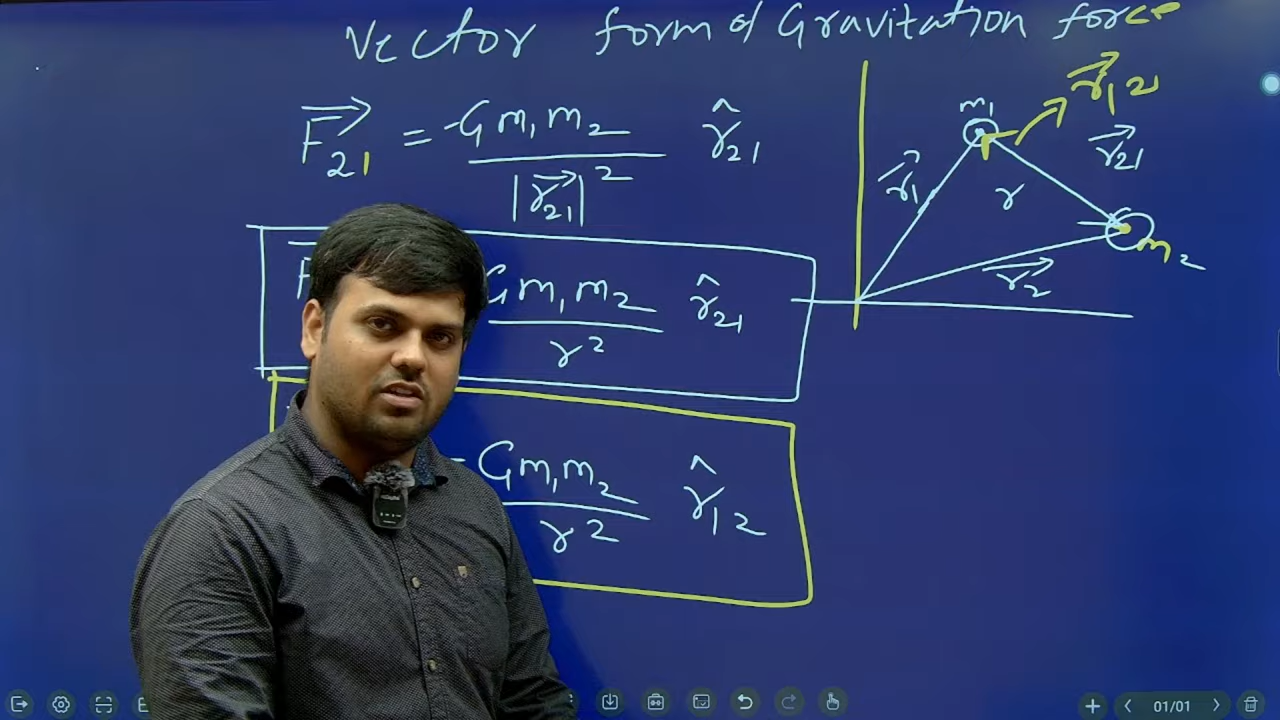 Vector form of Gravitation force
F⃗₂₁ = -Gm₁m₂ / |r⃗₂₁|² r̂₂₁
Gm₁m₂ / r² r̂₂₁
- Gm₁m₂ / r² r̂₁₂
m₁
r⃗₁₂
r⃗₂₁
r⃗₁
r
m₂
r⃗₂
01/01